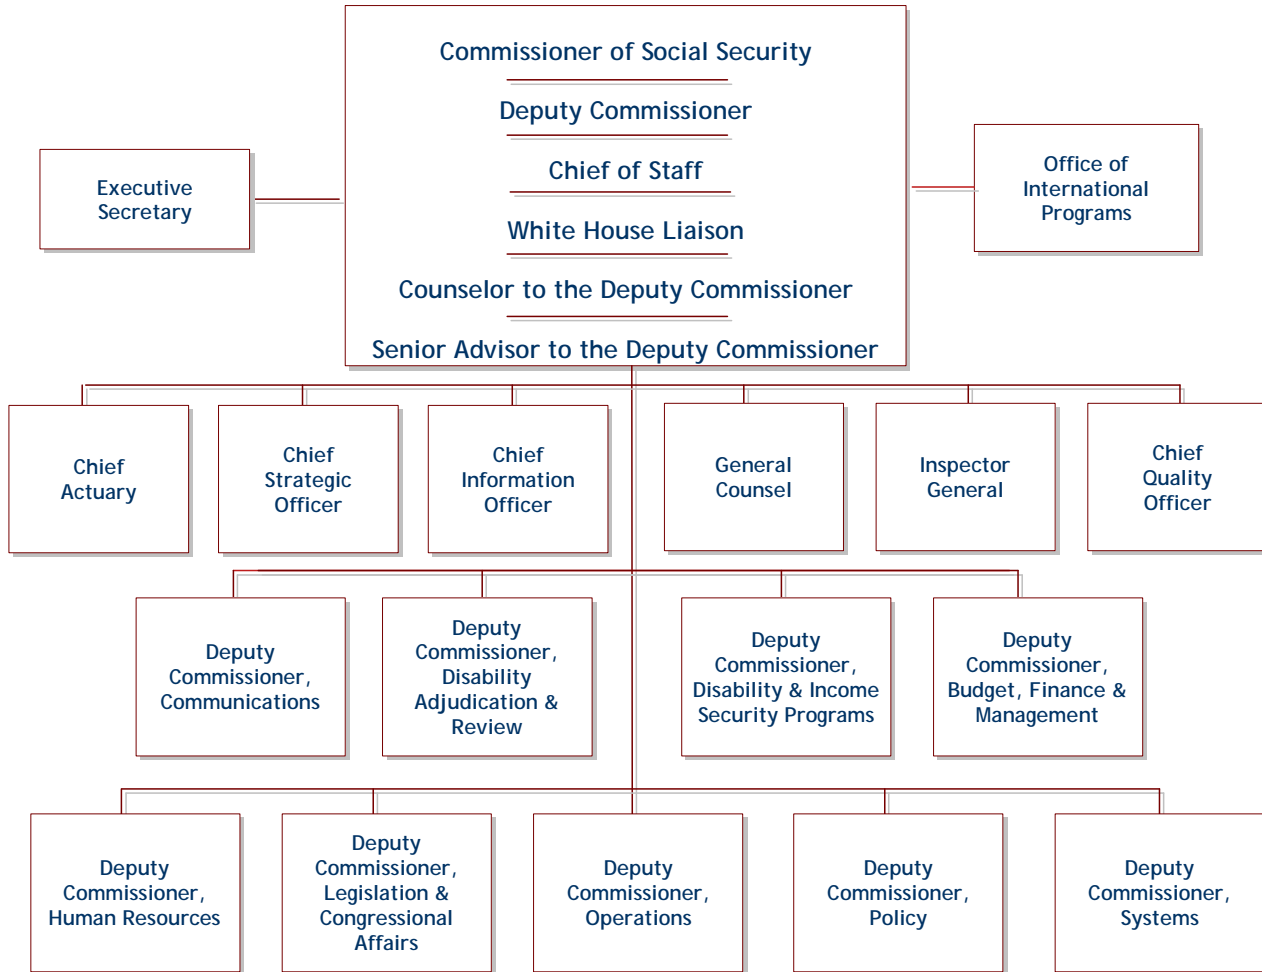 Commissioner of Social Security
Deputy Commissioner
Chief of Staff
White House Liaison
Counselor to the Deputy Commissioner
Senior Advisor to the Deputy Commissioner
Executive
Secretary
Office of
International
Programs
Chief
Actuary
Chief
Strategic
Officer
Chief
Information
Officer
General
Counsel
Inspector
General
Chief
Quality
Officer
Deputy
Commissioner,
Communications
Deputy
Commissioner,
Disability
Adjudication &
Review
Deputy
Commissioner,
Disability & Income
Security Programs
Deputy
Commissioner,
Budget, Finance &
Management
Deputy
Commissioner,
Human Resources
Deputy
Commissioner,
Legislation &
Congressional
Affairs
Deputy
Commissioner,
Operations
Deputy
Commissioner,
Policy
Deputy
Commissioner,
Systems